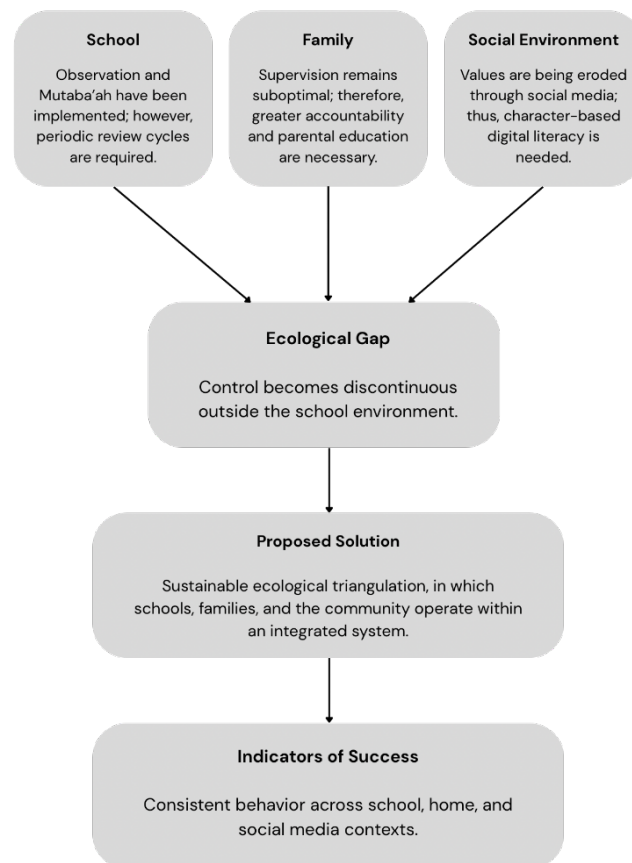 School
Observation and
Mutaba'ah have been
implemented; however,
periodic review cycles
are required.
Family
Supervision remains
suboptimal; therefore,
greater accountability
and parental education
are necessary.
Social Environment
Values are being eroded
through social media;
thus, character-based
digital literacy is
needed.
Ecological Gap
Control becomes discontinuous
outside the school environment.
Proposed Solution
Sustainable ecological triangulation, in which
schools, families, and the community operate within
an integrated system.
Indicators of Success
Consistent behavior across school, home, and
social media contexts.